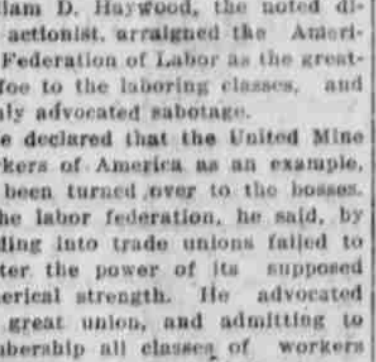 liam D. Haywood, the noted di-
actionist, arraigned the Ameri-
Federation of Labor as the great-
foe to the laboring classes, and
nly advocated sabotage.
e declared that the United Mine
rkers of America as an example,
been turned over to the bosses.
he labor federation, he said, by
ding into trade unions failed to
ter the power of its supposed
erical strength. He advocated
great union, and admitting to
mbership all classes of workers